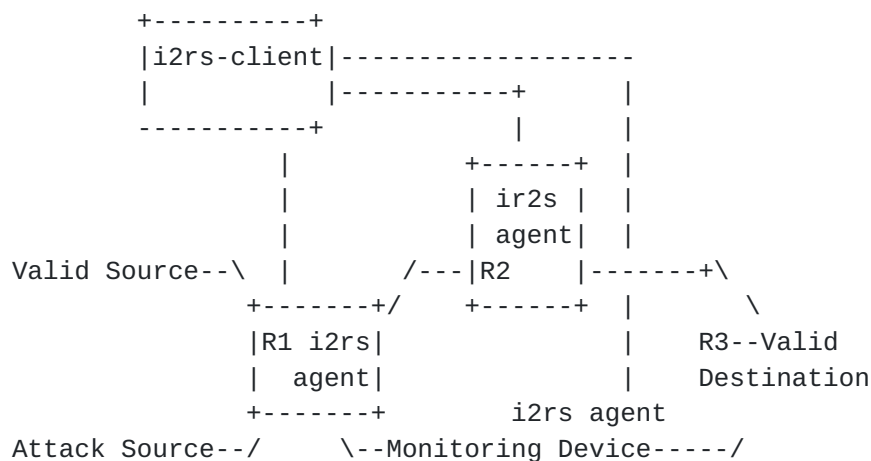 i2rs-client
ir2s
agent
Valid Source R2
R1 i2rs R3--Valid
agent Destination
i2rs agent
Attack Source Monitoring Device